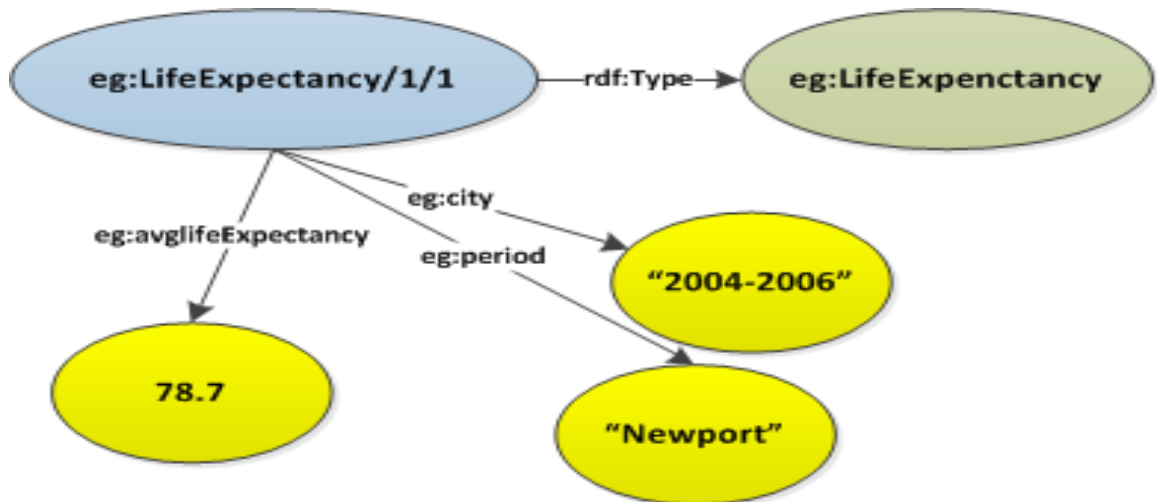 eg:LifeExpectancy/1/1
rdf:Type
eg:LifeExpenctancy
eg:city
eg:avglifeExpectancy
eg:period
“2004-2006”
78.7
“Newport”